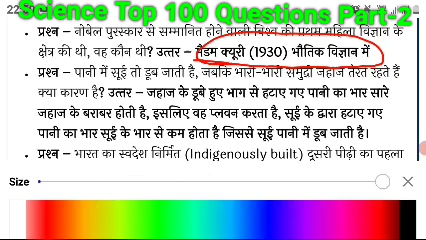 Science Top 100 Questions Part-2
• प्रश्न – नोबेल पुरस्कार से सम्मानित होने वाली विश्व की प्रथम महिला विज्ञान के
क्षेत्र की थी, वह कौन थी? उत्तर – मैडम क्यूरी (1930) भौतिक विज्ञान में
• प्रश्न – पानी में सूई तो डूब जाती है, जबकि भारी-भारी समुद्री जहाज तैरते रहते हैं
क्या कारण है? उत्तर – जहाज के डूबे हुए भाग से हटाए गए पानी का भार सारे
जहाज के बराबर होती है, इसलिए वह प्लवन करता है, सूई के द्वारा हटाए गए
पानी का भार सूई के भार से कम होता है जिससे सूई पानी में डूब जाती है।
• प्रश्न – भारत का स्वदेश निर्मित (Indigenously built) दूसरी पीढ़ी का पहला
Size